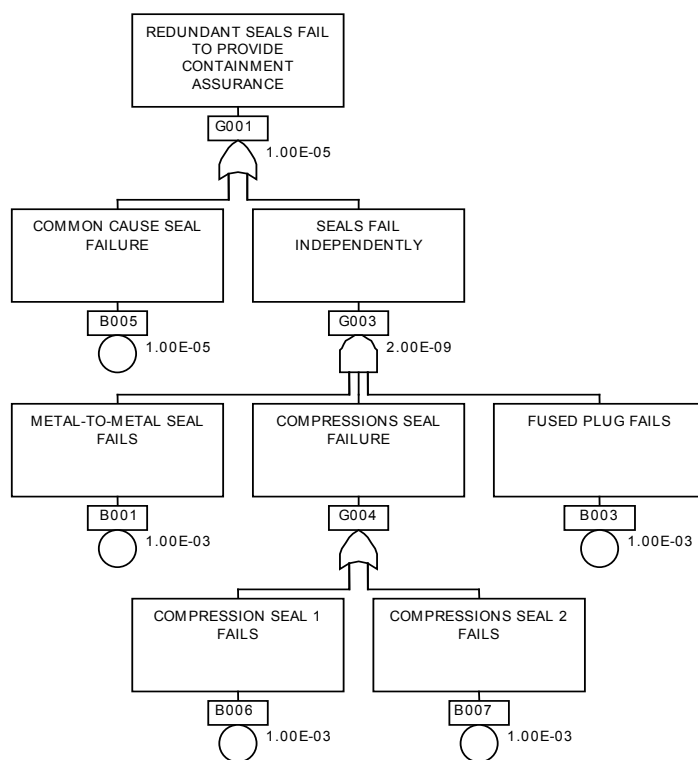 REDUNDANT SEALS FAIL
TO PROVIDE
CONTAINMENT
ASSURANCE
G001
1.00E-05
COMMON CAUSE SEAL
FAILURE
B005
1.00E-05
SEALS FAIL
INDEPENDENTLY
G003
2.00E-09
METAL-TO-METAL SEAL
FAILS
B001
1.00E-03
COMPRESSIONS SEAL
FAILURE
G004
FUSED PLUG FAILS
B003
1.00E-03
COMPRESSION SEAL 1
FAILS
B006
1.00E-03
COMPRESSIONS SEAL 2
FAILS
B007
1.00E-03